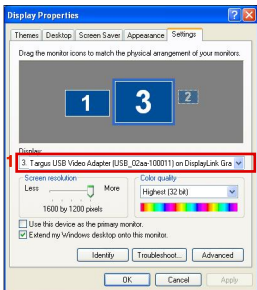 Display Properties
Themes Desktop Screen Saver Appearance Settings
Drag the monitor icons to match the physical arrangement of your monitors.
1 3 2
Display:
1
3. Targus USB Video Adapter (USB_02aa-100011) on DisplayLink Gra
Screen resolution
Less More
1600 by 1200 pixels
Color quality
Highest (32 bit)
Use this device as the primary monitor.
Extend my Windows desktop onto this monitor.
Identify Troubleshoot... Advanced
OK Cancel Apply